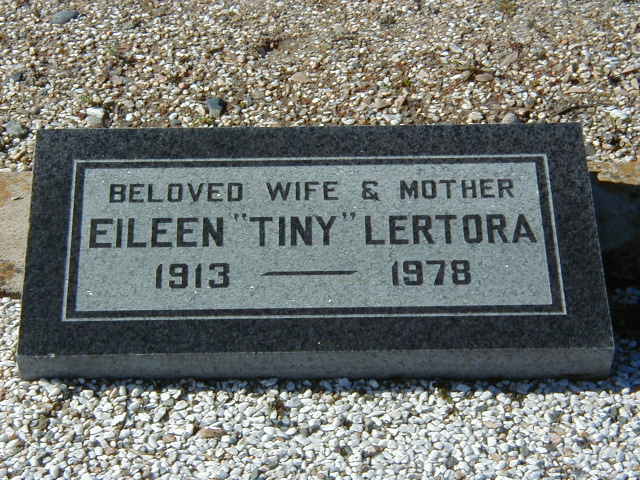 BELOVED WIFE & MOTHER
EILEEN "TINY" LERTORA
1913 — 1978